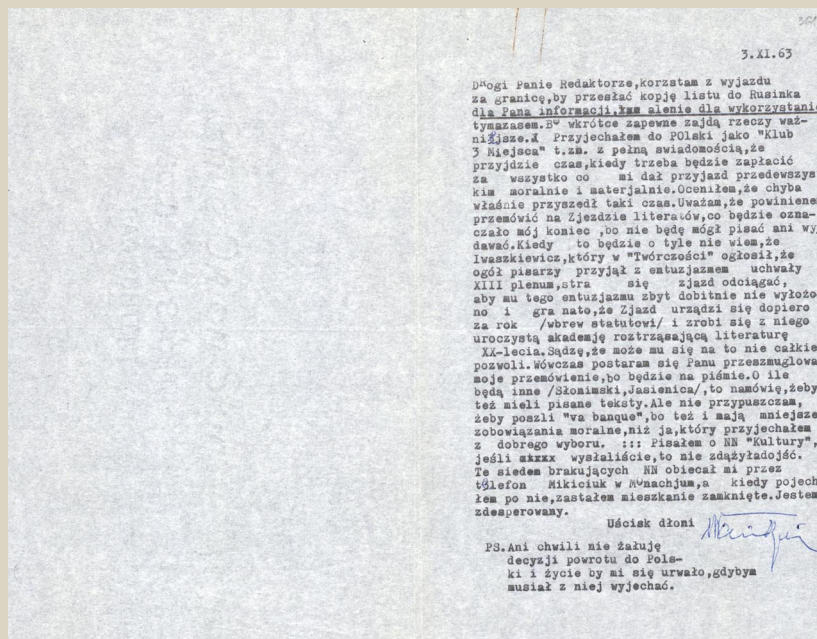 3.XI.63
Drogi Panie Redaktorze,korzstam z wyjazdu
za granicę,by przesłać kopję listu do Rusinka
dla Pana informacji, alenie dla wykorzystanie
tymazasem.Bo wkrótce zapewne zajdą rzeczy waż-
niejsze.X Przyjechałem do POlski jako "Klub
3 Miejsca" t.zn. z pełną swiadomością,że
przyjdzie czas,kiedy trzeba będzie zapłacić
za wszystko co mi dał przyjazd przedewszys
kim moralnie i materjalnie.Oceniłem,że chyba
właśnie przyszedł taki czas.Uważam,że powiniene
przemówić na Zjezdzie literatów,co będzie ozna-
czało mój koniec ,bo nie będę mógł pisać ani wy
dawać.Kiedy to będzie o tyle nie wiem,że
Iwaszkiewicz,który w "Twórczości" ogłosił,że
ogół pisarzy przyjął z entuzjazmem uchwały
XIII plenum,stra się zjazd odciągać,
aby mu tego entuzjazmu zbyt dobitnie nie wyłożo
no i gra nato,że Zjazd urządzi się dopiero
za rok /wbrew statutowi/ i zrobi się z niego
uroczystą akademję roztrząsającą literaturę
XX-lecia.Sądzę,że może mu się na to nie całkie
pozwoli.Wówczas postaram się Panu przeszmuglowa
moje przemówienie,bo będzie na piśmie.O ile
będą inne /Słonimski,Jasienica/,to namówię,żeby
też mieli pisane teksty.Ale nie przypuszczam,
żeby poszli "va banque",bo też i mają mniejsze
zobowiązania moralne,niż ja,który przyjechałem
z dobrego wyboru. ::: Pisałem o NN "Kultury",
jeśli wysłaliście,to nie zdążyładojść.
Te siedem brakujących NN obiecał mi przez
telefon Mikiciuk w Monachjum,a kiedy pojech
łem po nie,zastałem mieszkanie zamknięte.Jestem
zdesperowany.
Uścisk dłoni
PS.Ani chwili nie żałuję
decyzji powrotu do Pols-
ki i życie by mi się urwało,gdybym
musiał z niej wyjechać.